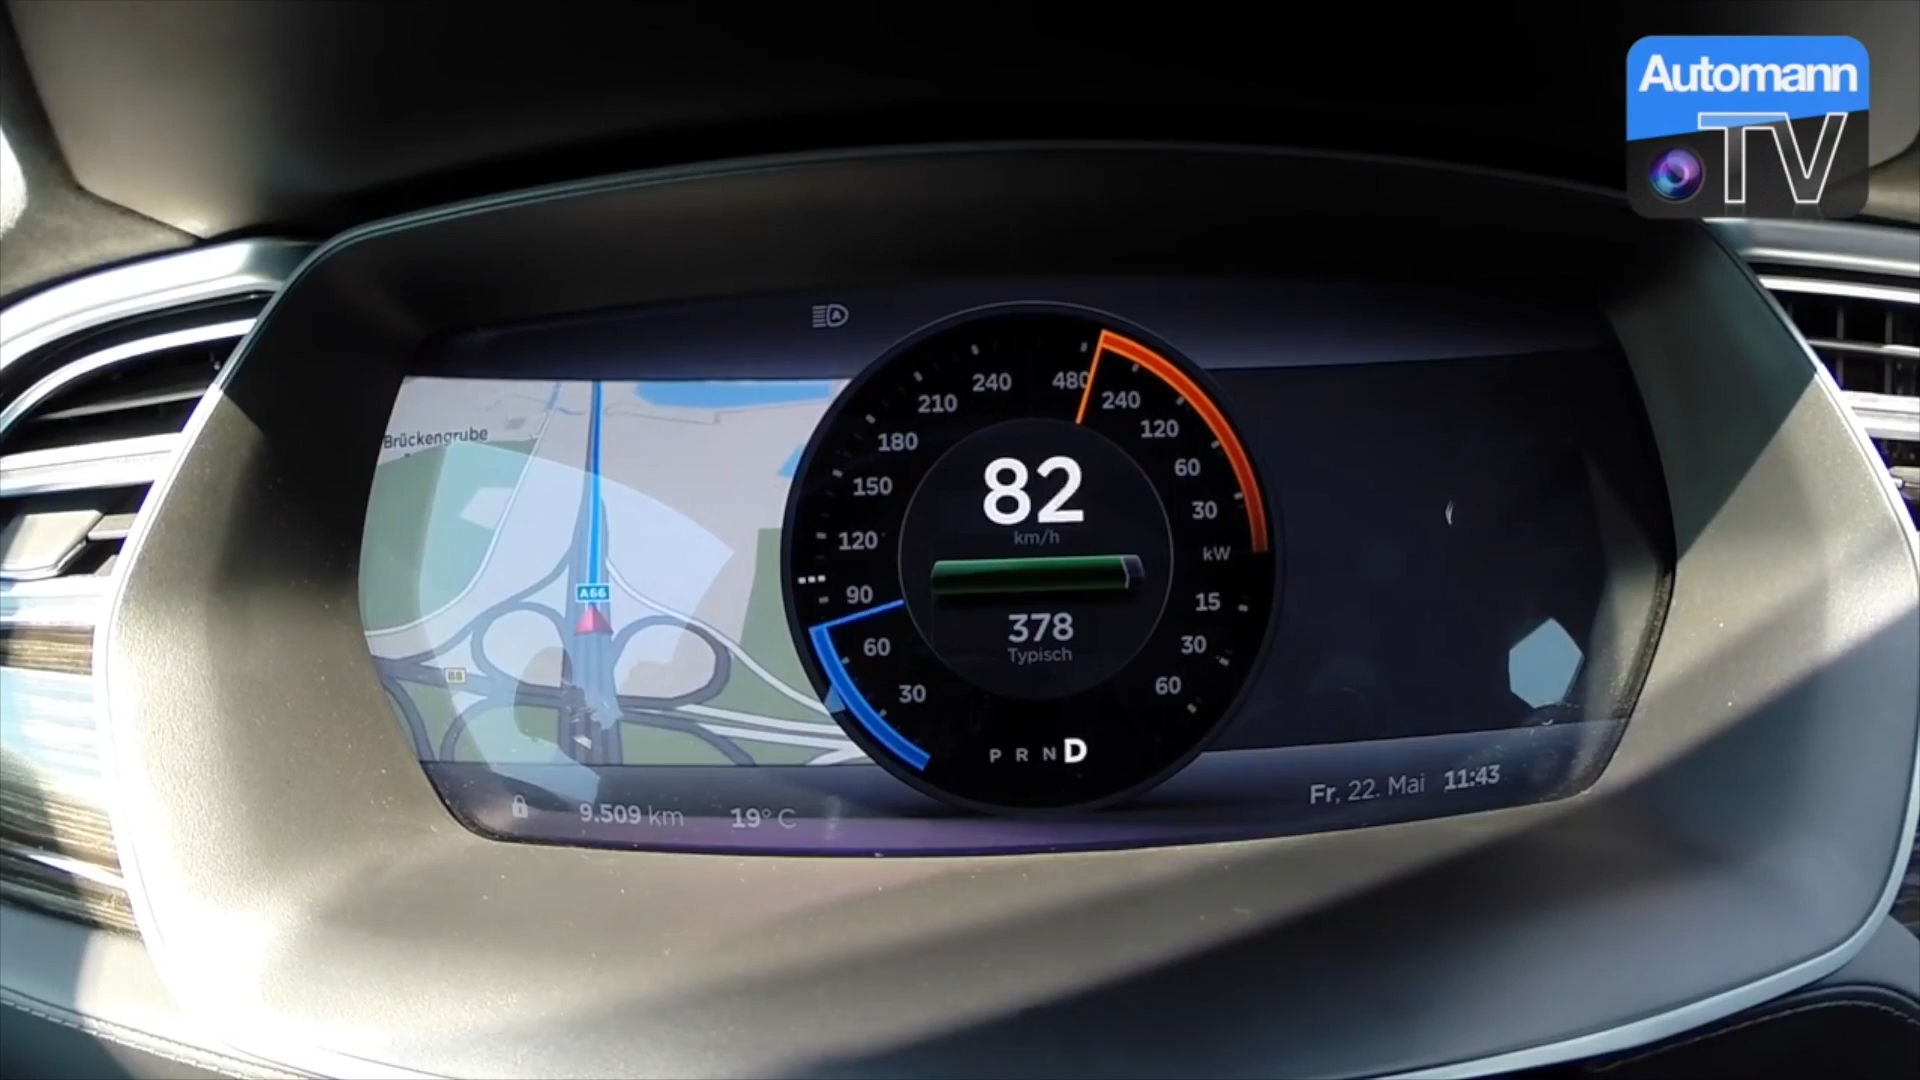 Automann
TV
Brückengrube
A66
B8
240
210
180
150
120
90
60
30
480
240
120
60
30
kW
15
30
60
82
km/h
378
Typisch
P R N D
9.509 km
19° C
Fr, 22. Mai 11:43